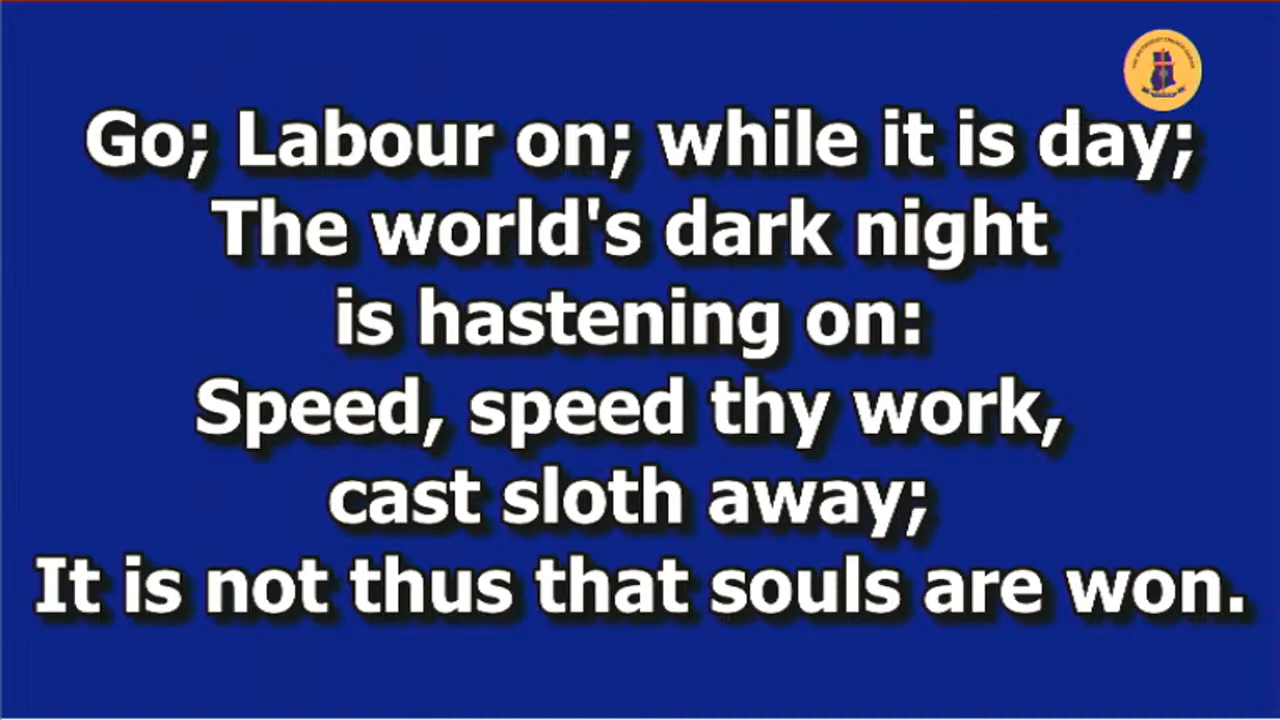 Go; Labour on; while it is day;
The world's dark night
is hastening on:
Speed, speed thy work,
cast sloth away;
It is not thus that souls are won.